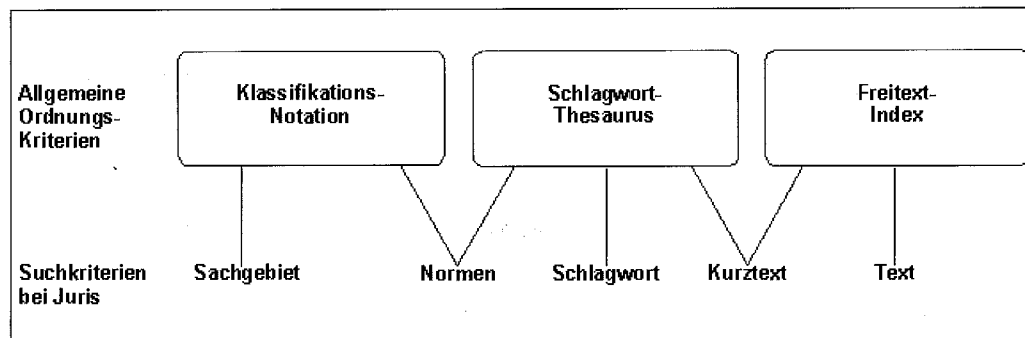 Allgemeine
Ordnungs-
Kriterien
Klassifikations-
Notation
Schlagwort-
Thesaurus
Freitext-
Index
Suchkriterien
bei Juris
Sachgebiet
Normen
Schlagwort
Kurztext
Text